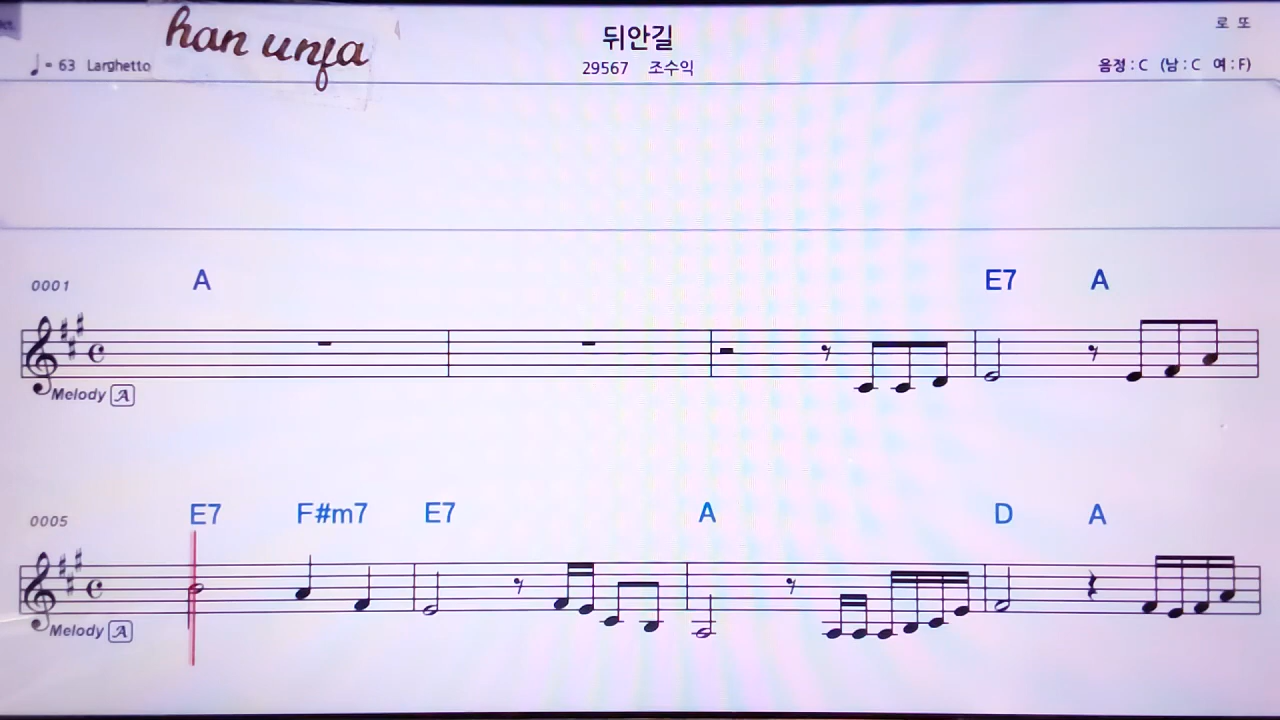 han unfa
뒤안길
로 또
♩= 63 Larghetto
29567 조수익
음정 : C (남 : C 여 : F)
0001
A E7 A
Melody A
0005
E7 F#m7 E7 A D A
Melody A